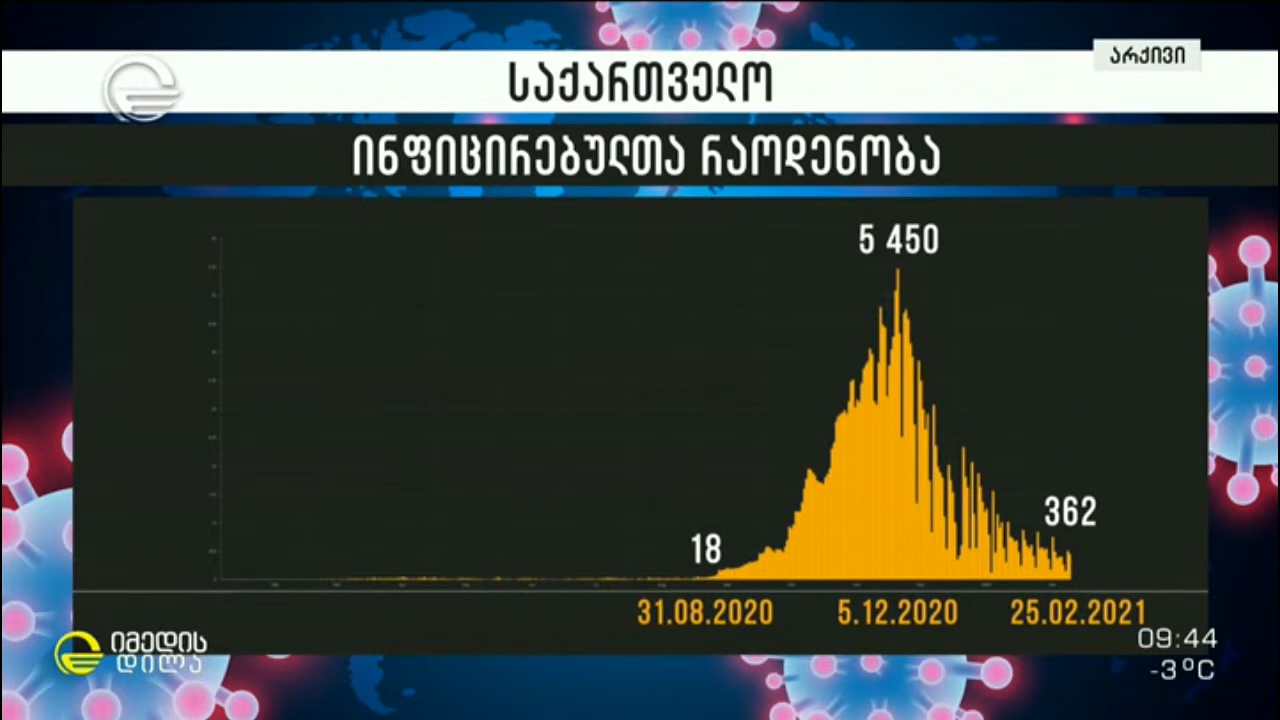 არქივი
საქართველო
ინფიცირებულთა რაოდენობა
5 450
362
18
31.08.2020 5.12.2020 25.02.2021
იმედის
დილა
09:44
-3°C